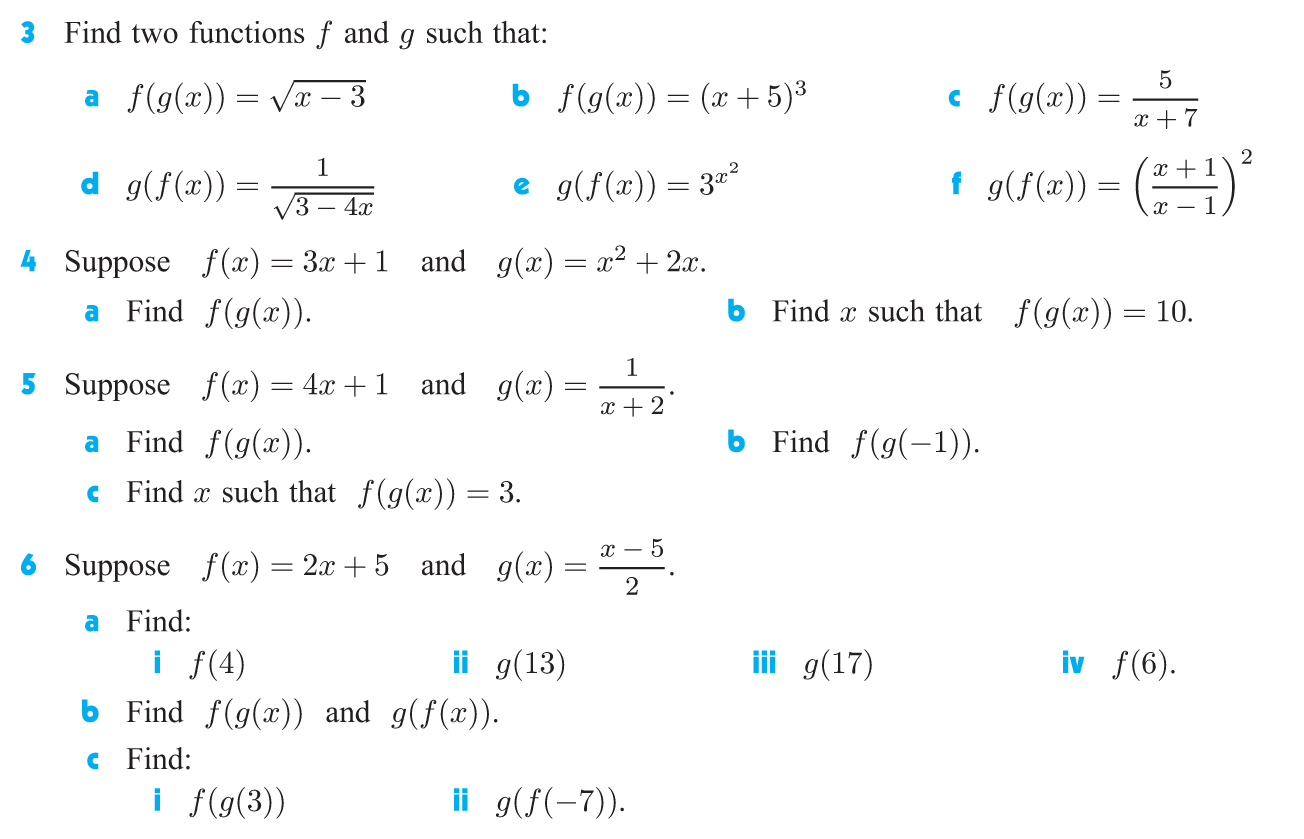 3 Find two functions f and g such that:
a f(g(x)) = √(x − 3) b f(g(x)) = (x + 5)³ c f(g(x)) = 5/(x + 7)
d g(f(x)) = 1/√(3 − 4x) e g(f(x)) = 3^(x²) f g(f(x)) = ((x + 1)/(x − 1))²
4 Suppose f(x) = 3x + 1 and g(x) = x² + 2x.
a Find f(g(x)). b Find x such that f(g(x)) = 10.
5 Suppose f(x) = 4x + 1 and g(x) = 1/(x + 2).
a Find f(g(x)). b Find f(g(−1)).
c Find x such that f(g(x)) = 3.
6 Suppose f(x) = 2x + 5 and g(x) = (x − 5)/2.
a Find:
i f(4) ii g(13) iii g(17) iv f(6).
b Find f(g(x)) and g(f(x)).
c Find:
i f(g(3)) ii g(f(−7)).